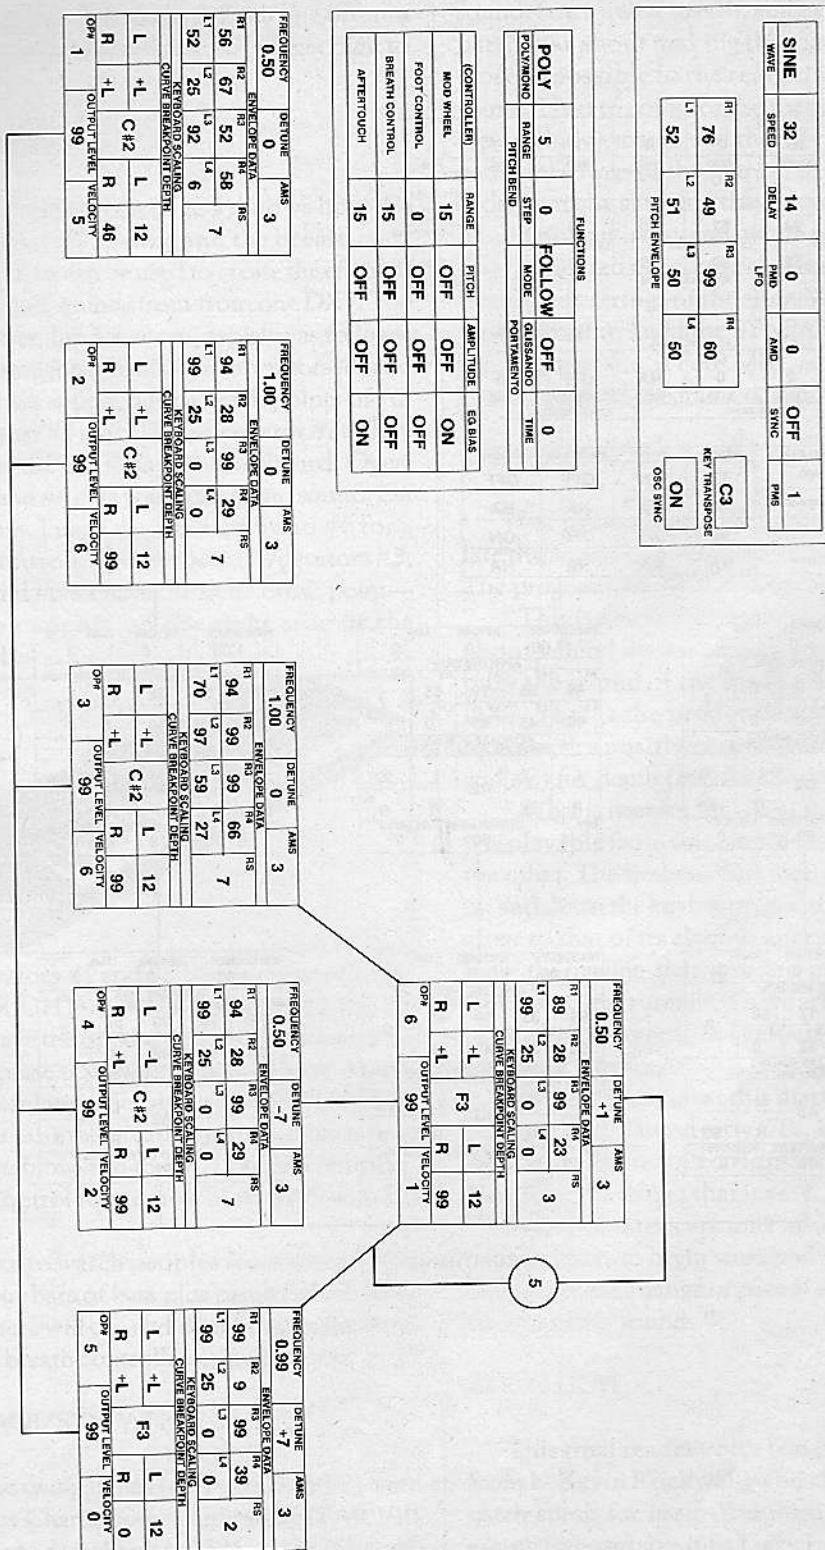 SINE 32 14 0 0 OFF 1
WAVE SPEED DELAY PMD AMD SYNC PMS
LFO
R1 R2 R3 R4
76 49 99 60
L1 L2 L3 L4
52 51 50 50
PITCH ENVELOPE
C3
KEY TRANSPOSE
ON
OSC SYNC
FUNCTIONS
POLY 5 0 FOLLOW OFF 0
POLY/MONO RANGE STEP MODE GLISSANDO TIME
PITCH BEND PORTAMENTO
(CONTROLLER) RANGE PITCH AMPLITUDE EG BIAS
MOD WHEEL 15 OFF OFF ON
FOOT CONTROL 0 OFF OFF OFF
BREATH CONTROL 15 OFF OFF OFF
AFTERTOUCH 15 OFF OFF ON
FREQUENCY DETUNE AMS
0.50 +1 3
ENVELOPE DATA
R1 R2 R3 R4 RS
89 28 99 23 3
L1 L2 L3 L4
99 25 0 0
KEYBOARD SCALING
CURVE BREAKPOINT DEPTH
L +L F3 L 12
R +L R 99
OP# OUTPUT LEVEL VELOCITY
6 99 1
5
FREQUENCY DETUNE AMS
0.50 0 3
ENVELOPE DATA
R1 R2 R3 R4 RS
56 67 52 58 7
L1 L2 L3 L4
52 25 92 6
KEYBOARD SCALING
CURVE BREAKPOINT DEPTH
L +L C#2 L 12
R +L R 46
OP# OUTPUT LEVEL VELOCITY
1 99 5
FREQUENCY DETUNE AMS
1.00 0 3
ENVELOPE DATA
R1 R2 R3 R4 RS
94 28 99 29 7
L1 L2 L3 L4
99 25 0 0
KEYBOARD SCALING
CURVE BREAKPOINT DEPTH
L +L C#2 L 12
R +L R 99
OP# OUTPUT LEVEL VELOCITY
2 99 6
FREQUENCY DETUNE AMS
1.00 0 3
ENVELOPE DATA
R1 R2 R3 R4 RS
94 99 99 66 7
L1 L2 L3 L4
70 97 59 27
KEYBOARD SCALING
CURVE BREAKPOINT DEPTH
L +L C#2 L 12
R +L R 99
OP# OUTPUT LEVEL VELOCITY
3 99 6
FREQUENCY DETUNE AMS
0.50 -7 3
ENVELOPE DATA
R1 R2 R3 R4 RS
94 28 99 29 7
L1 L2 L3 L4
99 25 0 0
KEYBOARD SCALING
CURVE BREAKPOINT DEPTH
L -L C#2 L 12
R +L R 99
OP# OUTPUT LEVEL VELOCITY
4 99 2
FREQUENCY DETUNE AMS
0.99 +7 3
ENVELOPE DATA
R1 R2 R3 R4 RS
99 9 99 39 2
L1 L2 L3 L4
99 25 0 0
KEYBOARD SCALING
CURVE BREAKPOINT DEPTH
L +L F3 L 12
R +L R 0
OP# OUTPUT LEVEL VELOCITY
5 99 0